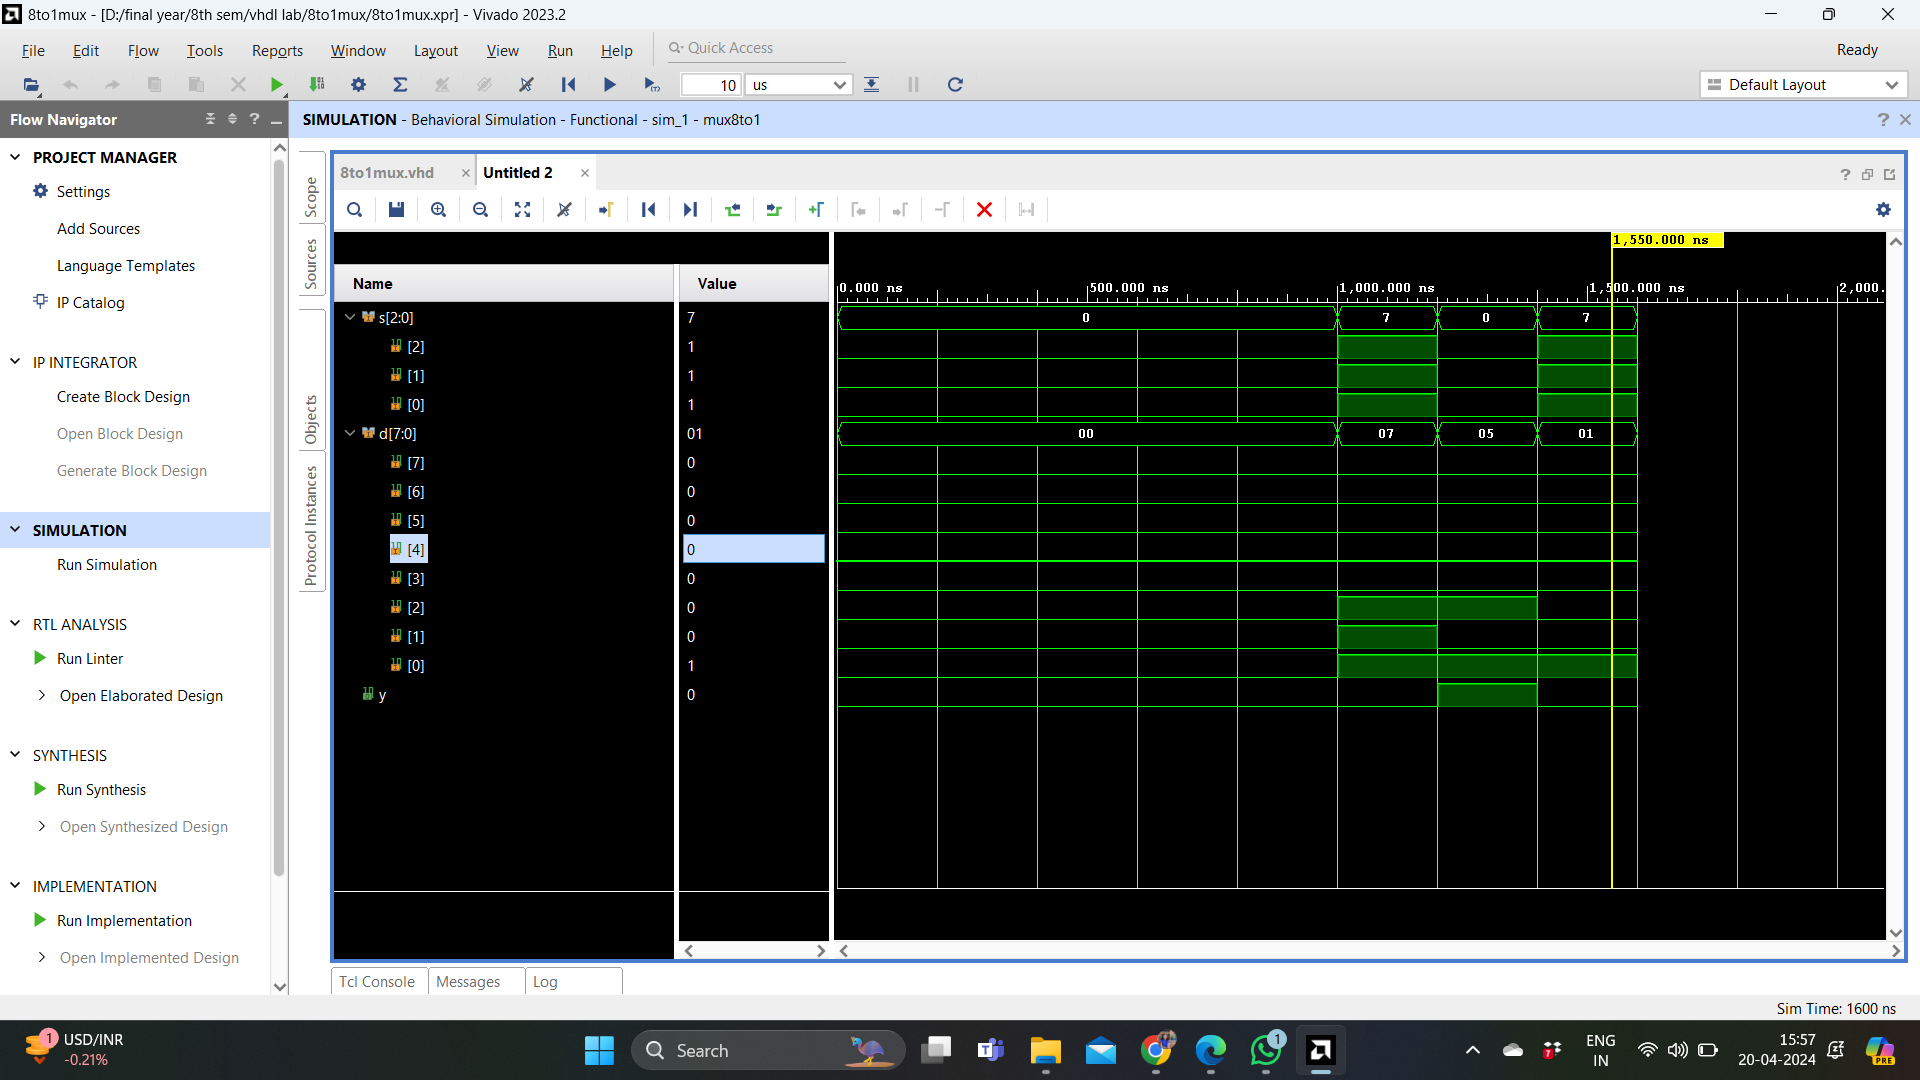 8to1mux - [D:/final year/8th sem/vhdl lab/8to1mux/8to1mux.xpr] - Vivado 2023.2
File Edit Flow Tools Reports Window Layout View Run Help Quick Access Ready
10 us Default Layout
Flow Navigator
SIMULATION - Behavioral Simulation - Functional - sim_1 - mux8to1
PROJECT MANAGER
Settings
Add Sources
Language Templates
IP Catalog
IP INTEGRATOR
Create Block Design
Open Block Design
Generate Block Design
SIMULATION
Run Simulation
RTL ANALYSIS
Run Linter
Open Elaborated Design
SYNTHESIS
Run Synthesis
Open Synthesized Design
IMPLEMENTATION
Run Implementation
Open Implemented Design
Scope
Sources
Objects
Protocol Instances
8to1mux.vhd Untitled 2
1,550.000 ns
Name Value
0.000 ns 500.000 ns 1,000.000 ns 1,500.000 ns 2,000.
s[2:0] 7 0 7 0 7
[2] 1
[1] 1
[0] 1
d[7:0] 01 00 07 05 01
[7] 0
[6] 0
[5] 0
[4] 0
[3] 0
[2] 0
[1] 0
[0] 1
y 0
Tcl Console Messages Log
Sim Time: 1600 ns
1 USD/INR
-0.21%
Search
1
7
ENG
IN
15:57
20-04-2024
PRE